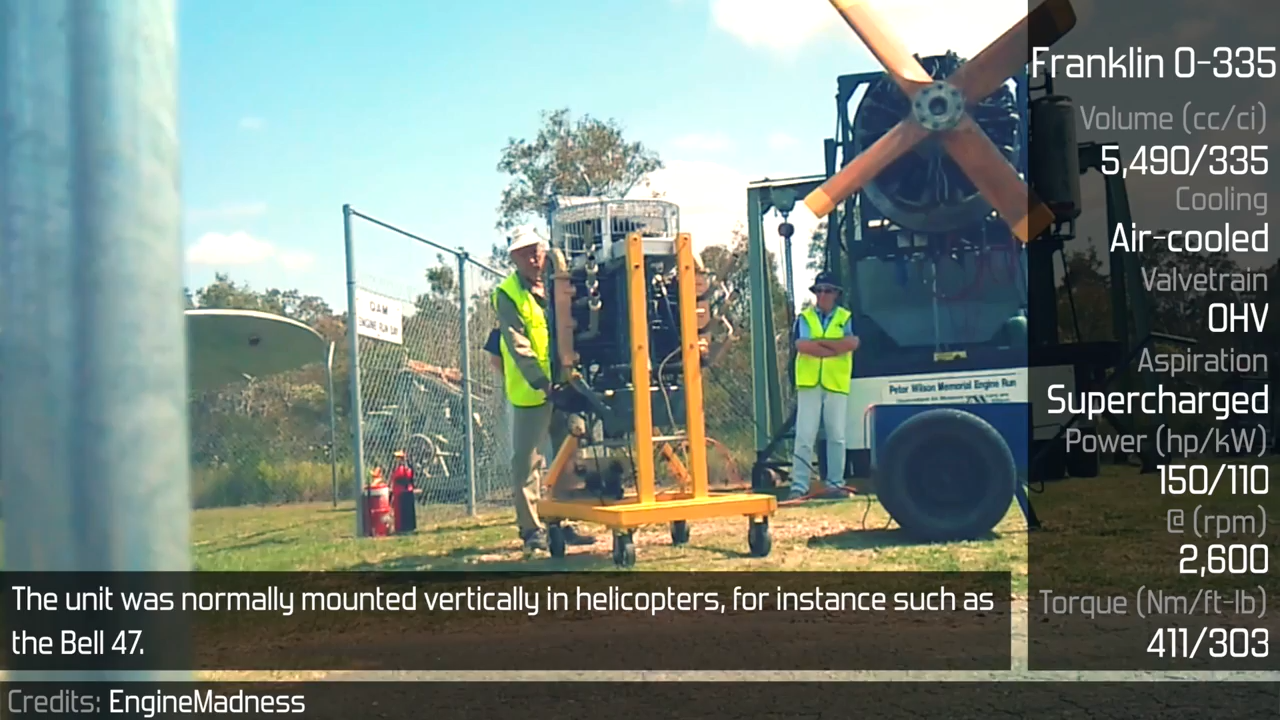 Franklin O-335
Volume (cc/ci)
5,490/335
Cooling
Air-cooled
Valvetrain
OHV
Aspiration
Supercharged
Power (hp/kW)
150/110
@ (rpm)
2,600
Torque (Nm/ft-lb)
411/303
QAM
ENGINE RUN BAY
Peter Wilson Memorial Engine Run
The unit was normally mounted vertically in helicopters, for instance such as
the Bell 47.
Credits: EngineMadness